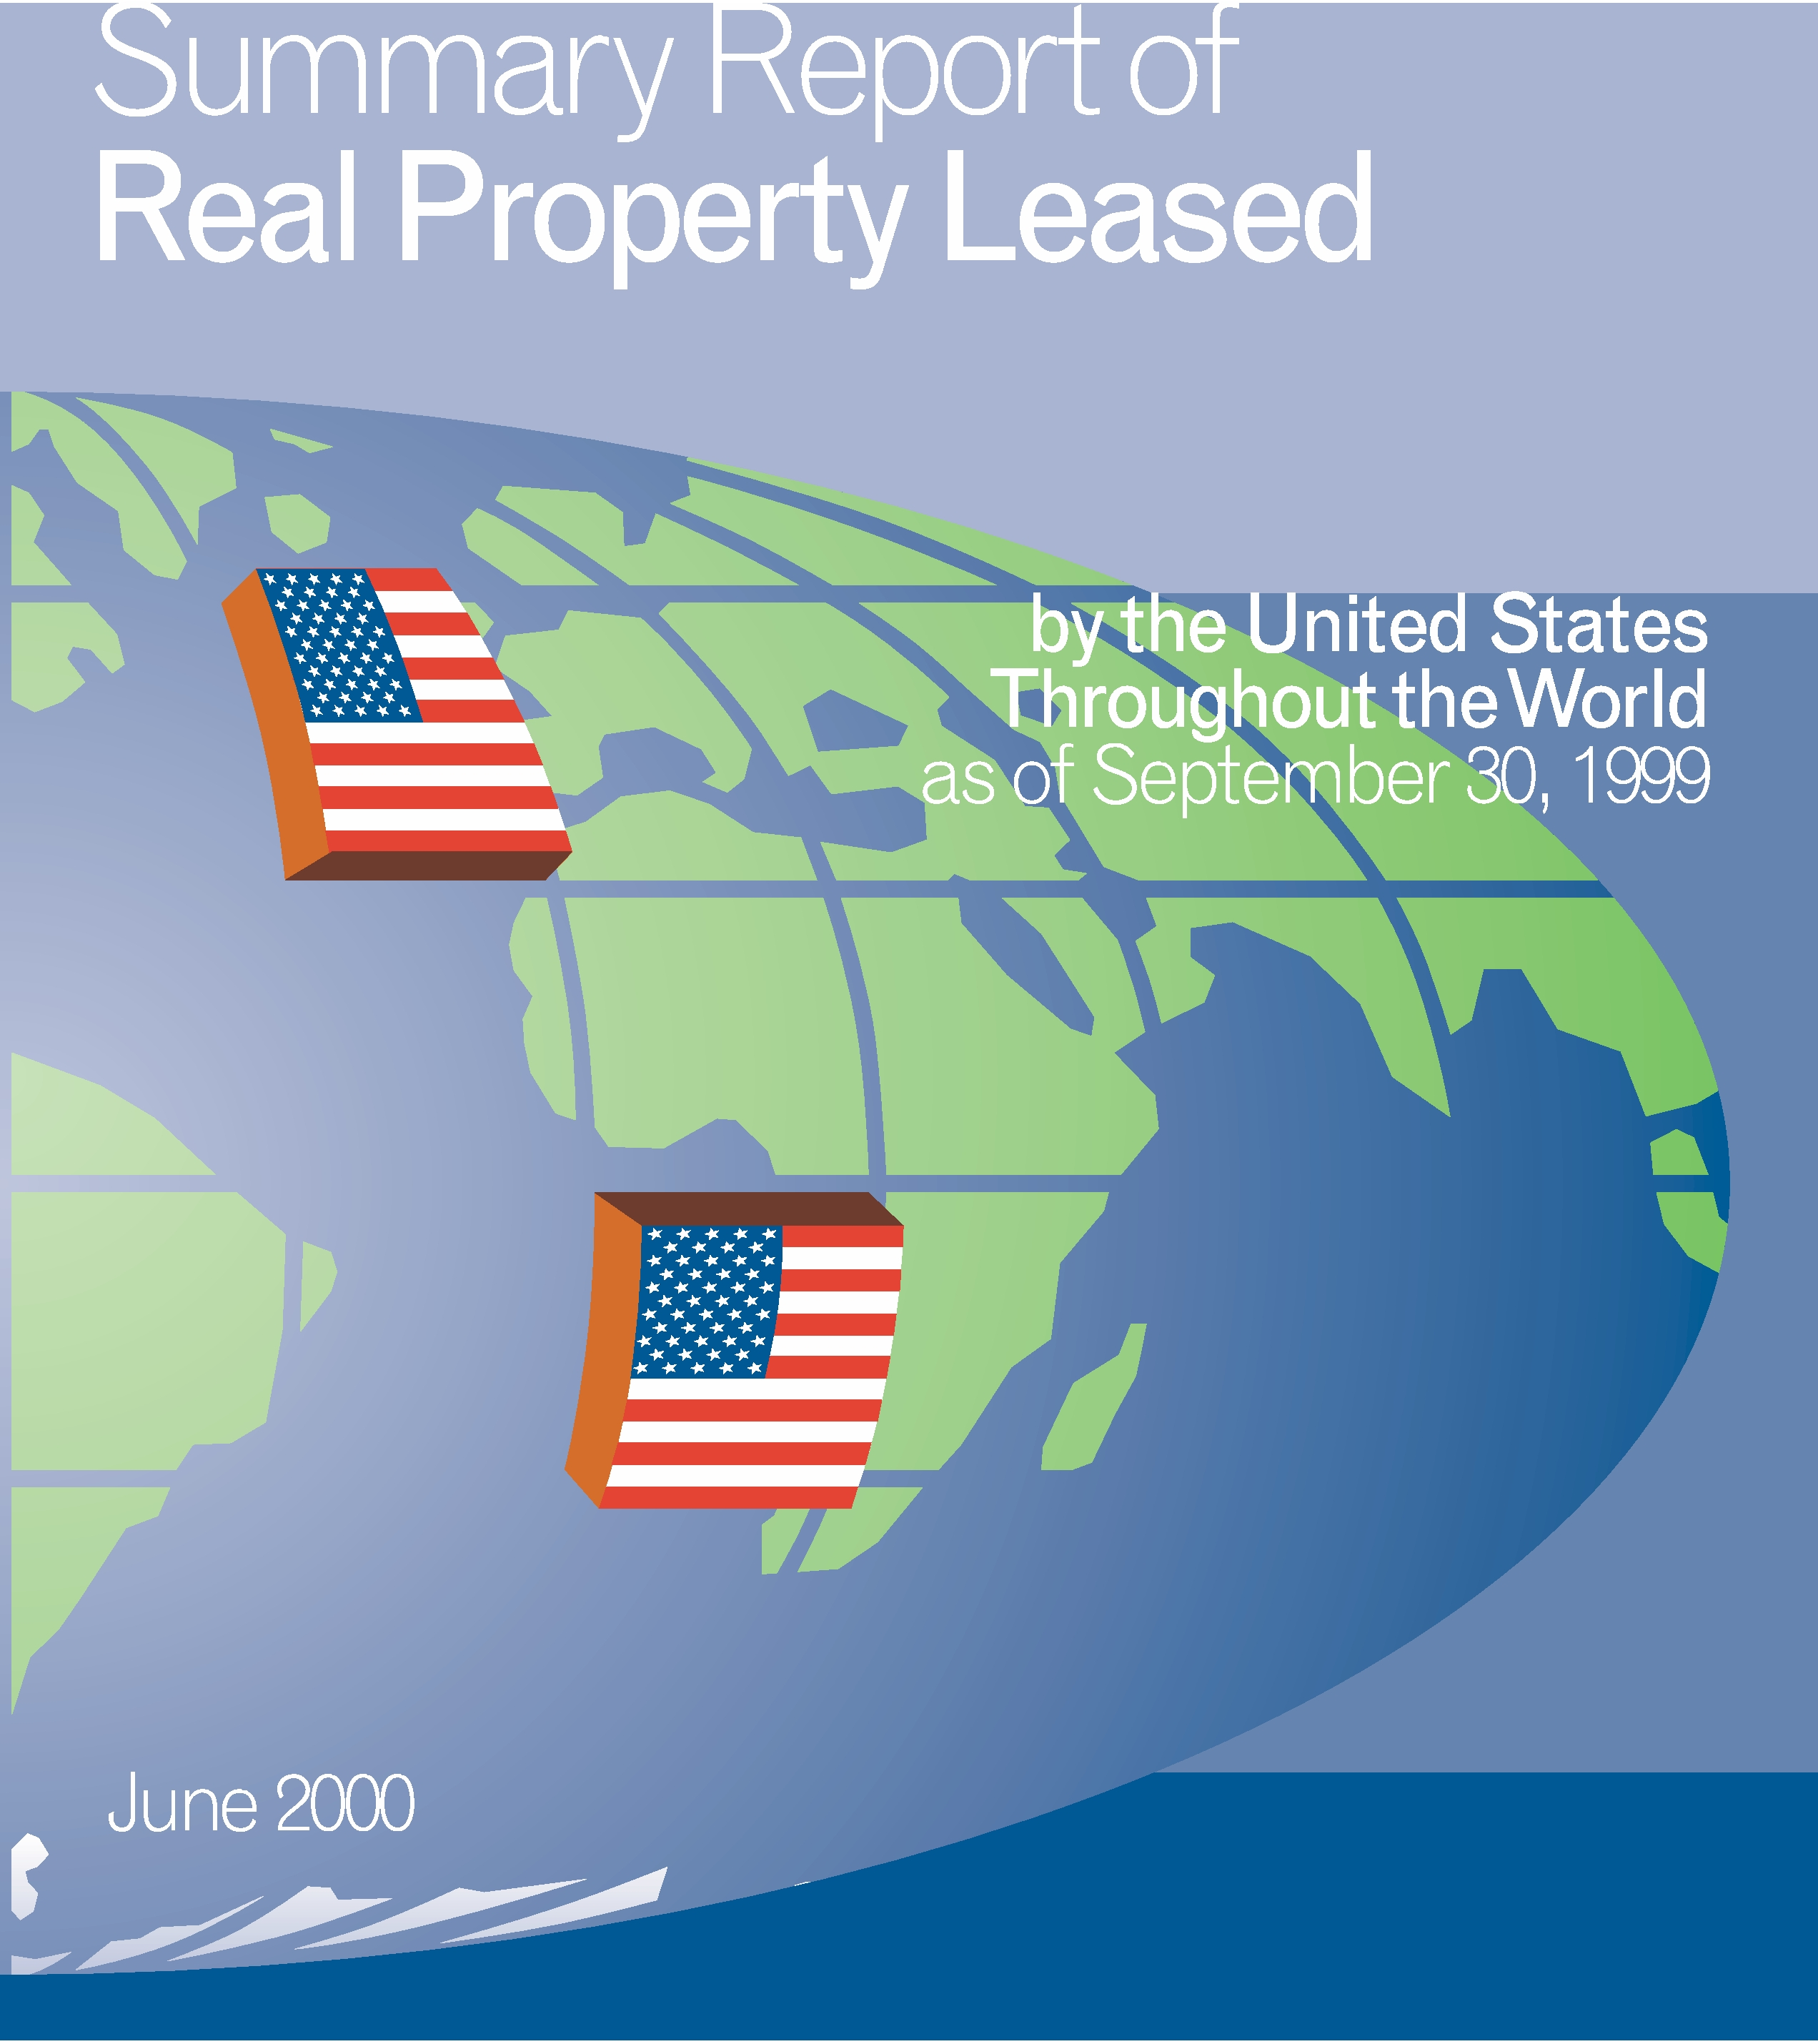 Summary Report of
Real Property Leased
by the United States
Throughout the World
as of September 30, 1999
June 2000